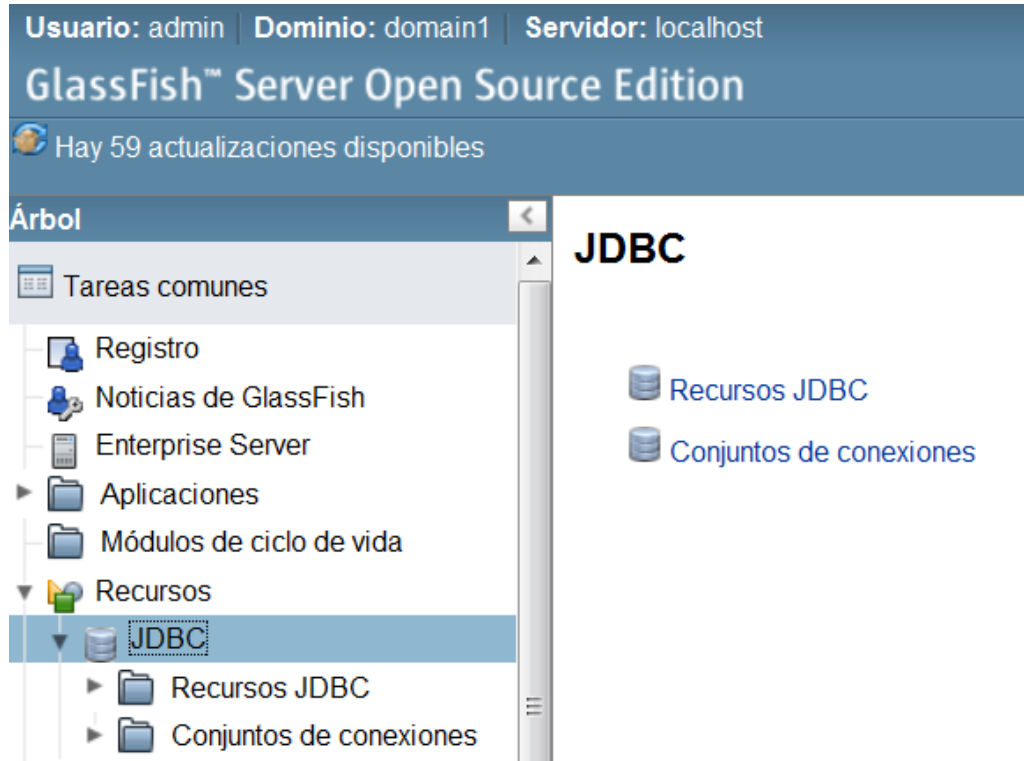 Usuario: admin Dominio: domain1 Servidor: localhost
GlassFish™ Server Open Source Edition
Hay 59 actualizaciones disponibles
Árbol
Tareas comunes
Registro
Noticias de GlassFish
Enterprise Server
Aplicaciones
Módulos de ciclo de vida
Recursos
JDBC
Recursos JDBC
Conjuntos de conexiones
JDBC
Recursos JDBC
Conjuntos de conexiones